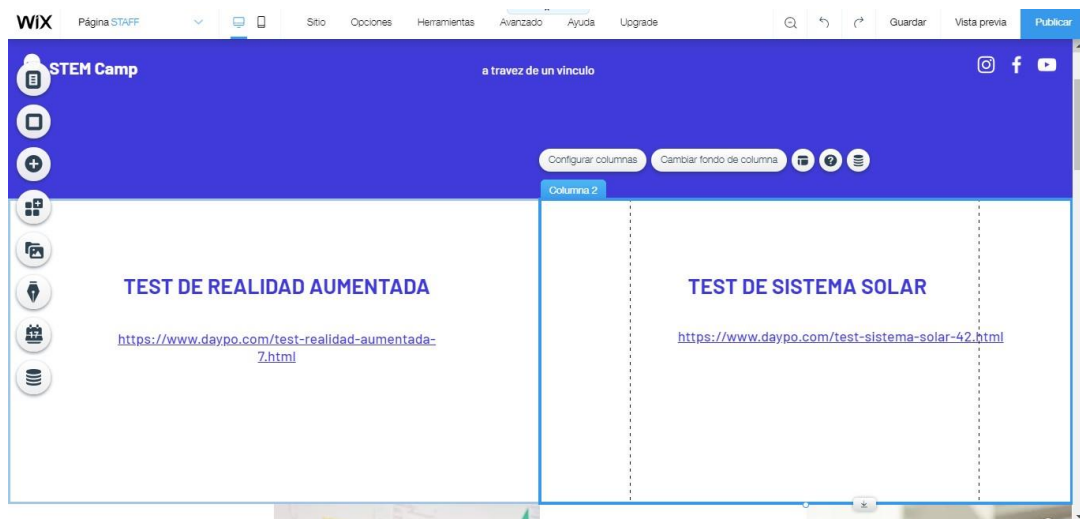 WiX Página STAFF Sitio Opciones Herramientas Avanzado Ayuda Upgrade Guardar Vista previa Publicar
STEM Camp
a travez de un vinculo
Configurar columnas Cambiar fondo de columna
Columna 2
TEST DE REALIDAD AUMENTADA
https://www.daypo.com/test-realidad-aumentada-
7.html
TEST DE SISTEMA SOLAR
https://www.daypo.com/test-sistema-solar-42.html
17